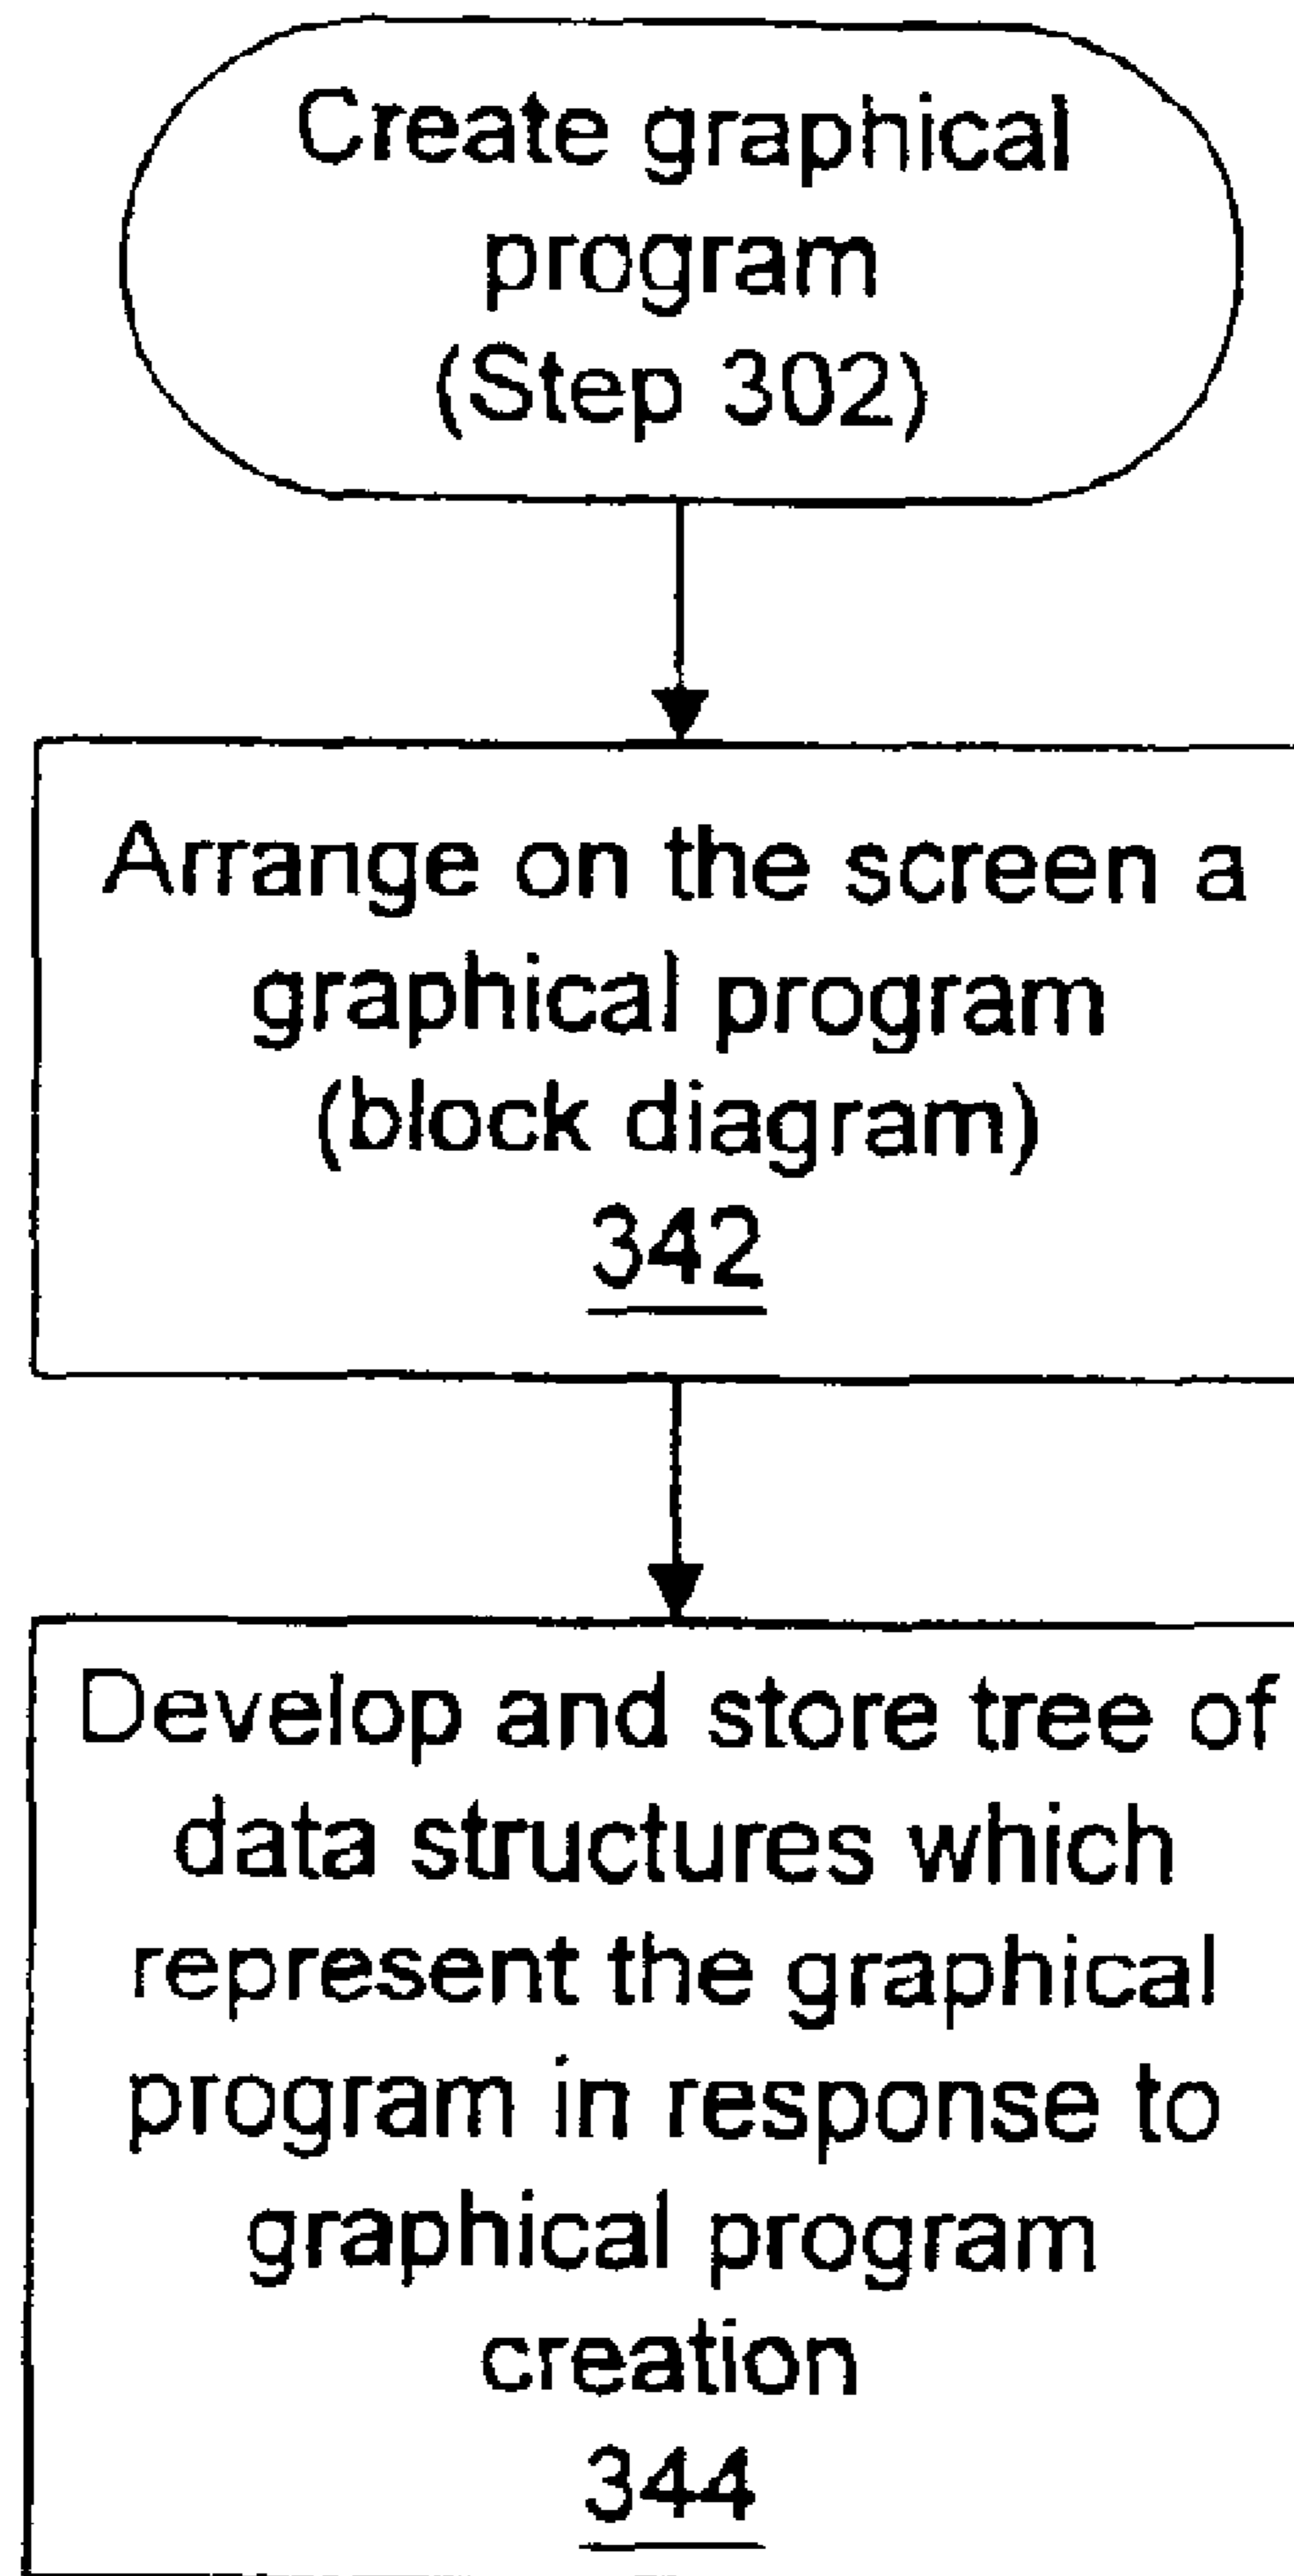 Create graphical
program
(Step 302)
Arrange on the screen a
graphical program
(block diagram)
342
Develop and store tree of
data structures which
represent the graphical
program in response to
graphical program
creation
344